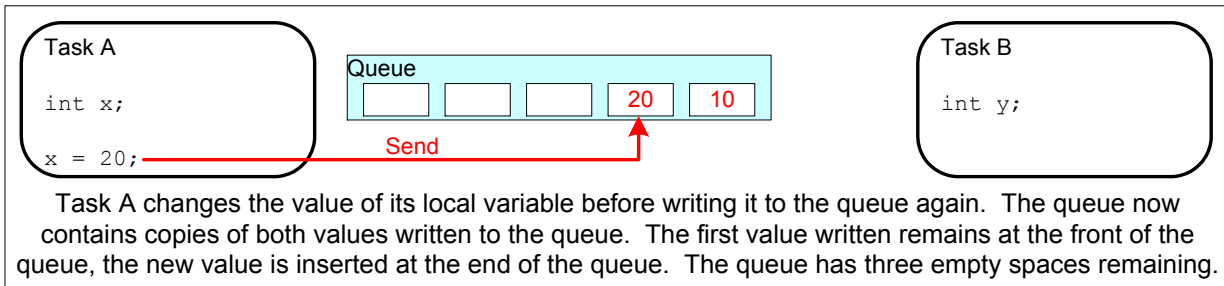 Task A
int x;
x = 20;
Queue
20 10
Send
Task B
int y;
Task A changes the value of its local variable before writing it to the queue again.  The queue now
contains copies of both values written to the queue.  The first value written remains at the front of the
queue, the new value is inserted at the end of the queue.  The queue has three empty spaces remaining.